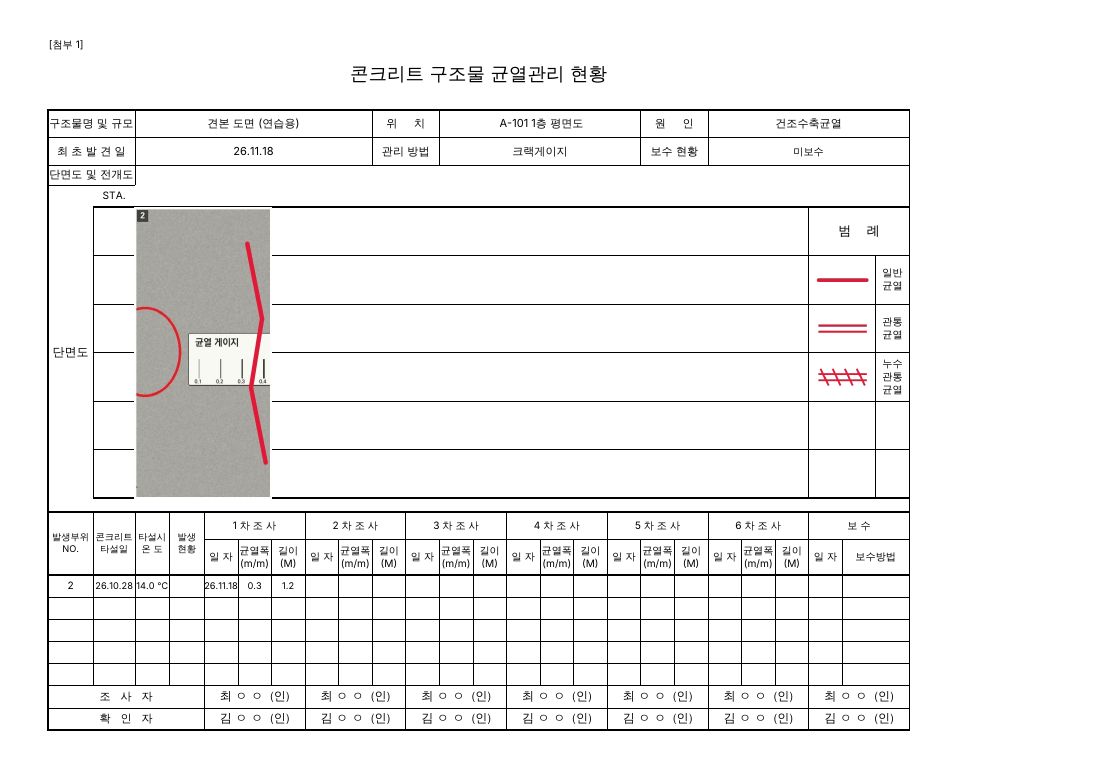 [첨부 1]
콘크리트 구조물 균열관리 현황
구조물명 및 규모 견본 도면 (연습용) 위 치 A-101 1층 평면도 원 인 건조수축균열
최 초 발 견 일 26.11.18 관리 방법 크랙게이지 보수 현황 미보수
단면도 및 전개도
STA.
2
범 례
일반
균열
관통
균열
균열 게이지
0.1 0.2 0.3 0.4
단면도
누수
관통
균열
발생부위
NO.
콘크리트
타설일
타설시
온 도
발생
현황
1 차 조 사 2 차 조 사 3 차 조 사 4 차 조 사 5 차 조 사 6 차 조 사 보 수
일 자 균열폭 (m/m) 길이 (M) 일 자 균열폭 (m/m) 길이 (M) 일 자 균열폭 (m/m) 길이 (M) 일 자 균열폭 (m/m) 길이 (M) 일 자 균열폭 (m/m) 길이 (M) 일 자 균열폭 (m/m) 길이 (M) 일 자 보수방법
2 26.10.28 14.0 ℃ 26.11.18 0.3 1.2
조 사 자 최 ㅇ ㅇ (인) 최 ㅇ ㅇ (인) 최 ㅇ ㅇ (인) 최 ㅇ ㅇ (인) 최 ㅇ ㅇ (인) 최 ㅇ ㅇ (인) 최 ㅇ ㅇ (인)
확 인 자 김 ㅇ ㅇ (인) 김 ㅇ ㅇ (인) 김 ㅇ ㅇ (인) 김 ㅇ ㅇ (인) 김 ㅇ ㅇ (인) 김 ㅇ ㅇ (인) 김 ㅇ ㅇ (인)